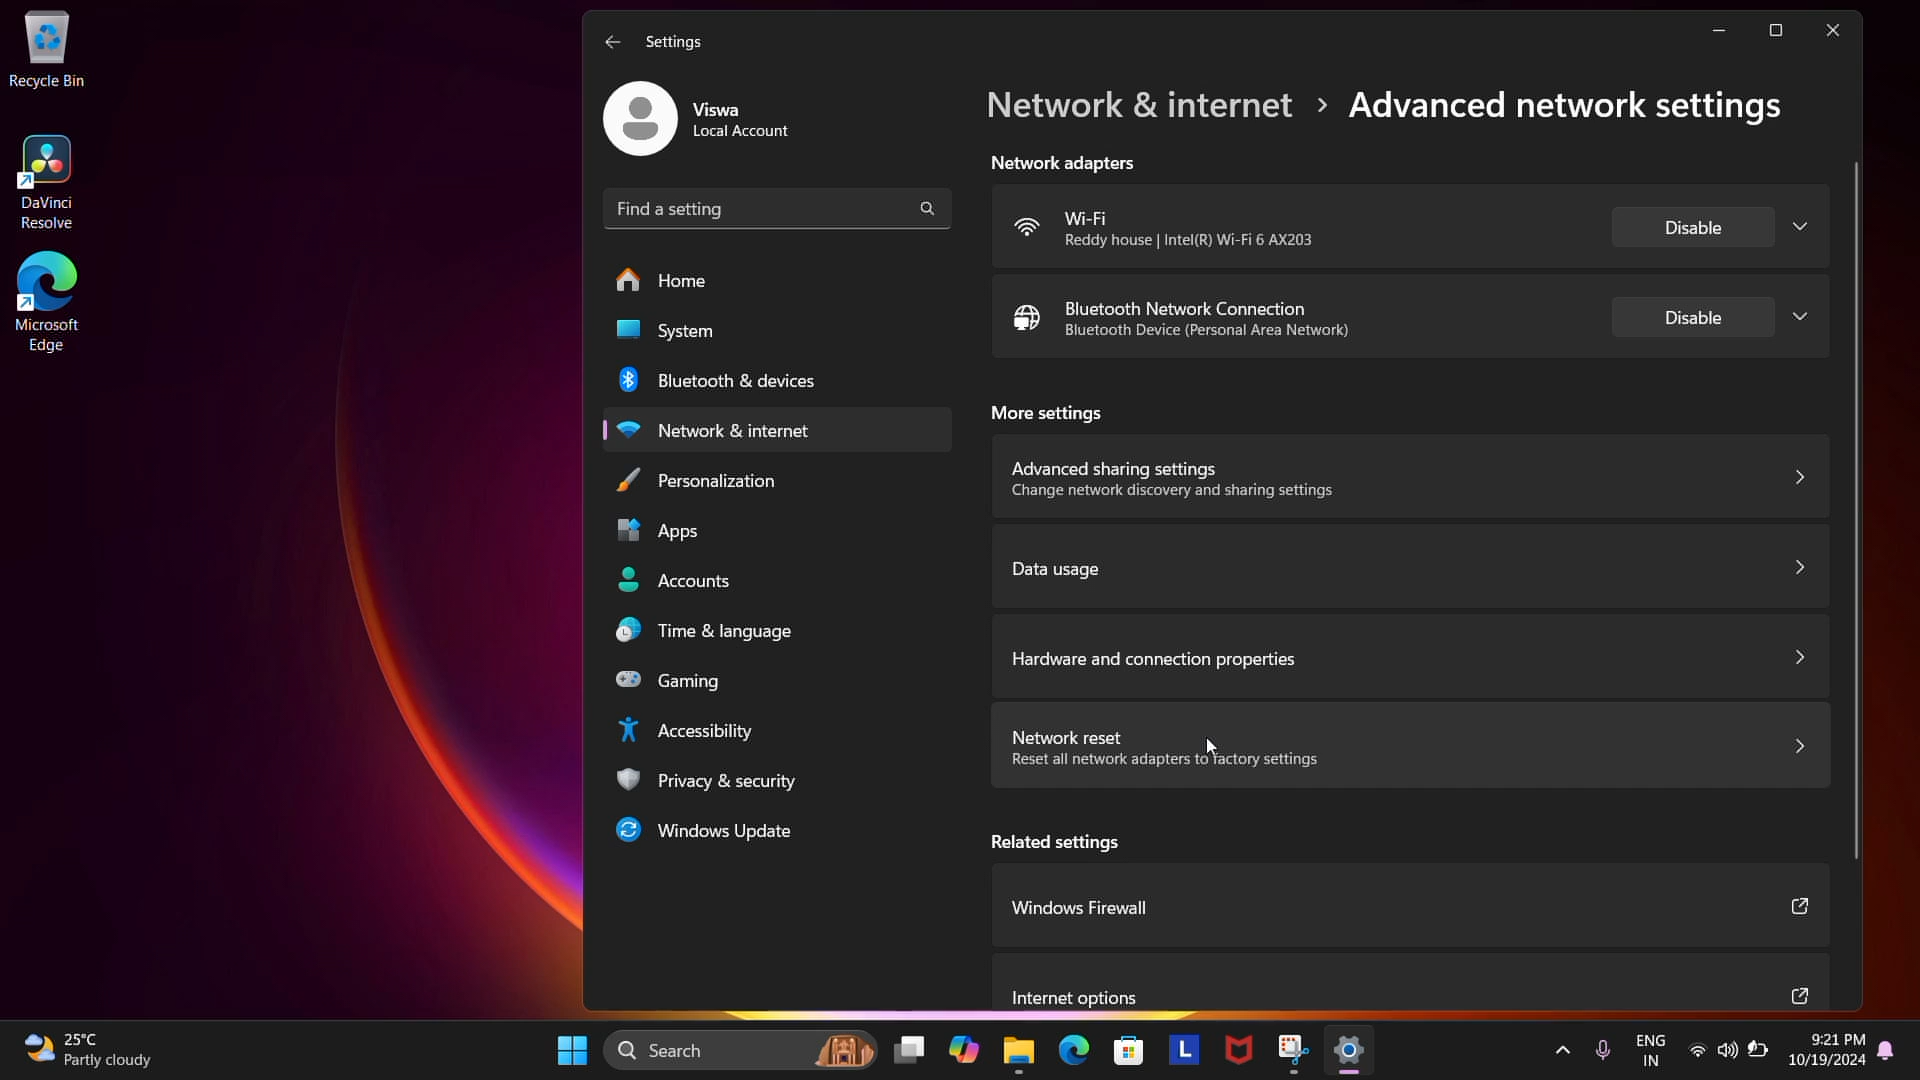 Recycle Bin
DaVinci
Resolve
Microsoft
Edge
Settings
Viswa
Local Account
Find a setting
Home
System
Bluetooth & devices
Network & internet
Personalization
Apps
Accounts
Time & language
Gaming
Accessibility
Privacy & security
Windows Update
Network & internet > Advanced network settings
Network adapters
Wi-Fi
Reddy house | Intel(R) Wi-Fi 6 AX203
Disable
Bluetooth Network Connection
Bluetooth Device (Personal Area Network)
Disable
More settings
Advanced sharing settings
Change network discovery and sharing settings
Data usage
Hardware and connection properties
Network reset
Reset all network adapters to factory settings
Related settings
Windows Firewall
Internet options
25°C
Partly cloudy
Search
L
ENG
IN
9:21 PM
10/19/2024